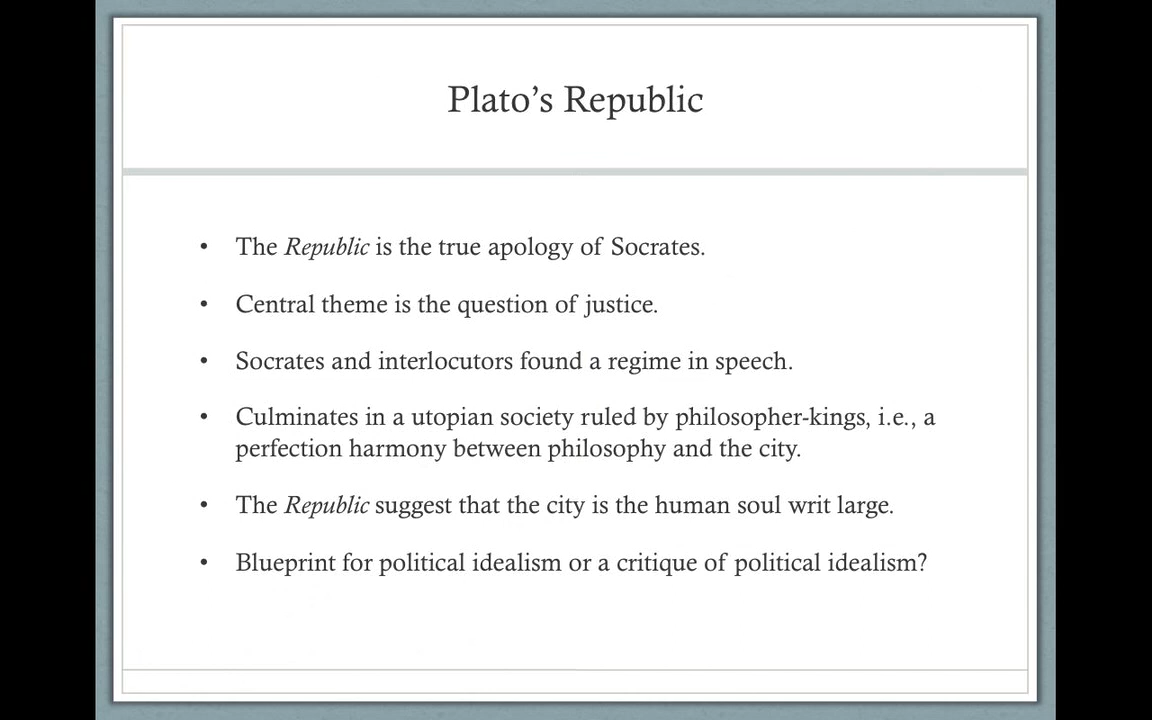 Plato’s Republic
• The Republic is the true apology of Socrates.
• Central theme is the question of justice.
• Socrates and interlocutors found a regime in speech.
• Culminates in a utopian society ruled by philosopher-kings, i.e., a
perfection harmony between philosophy and the city.
• The Republic suggest that the city is the human soul writ large.
• Blueprint for political idealism or a critique of political idealism?